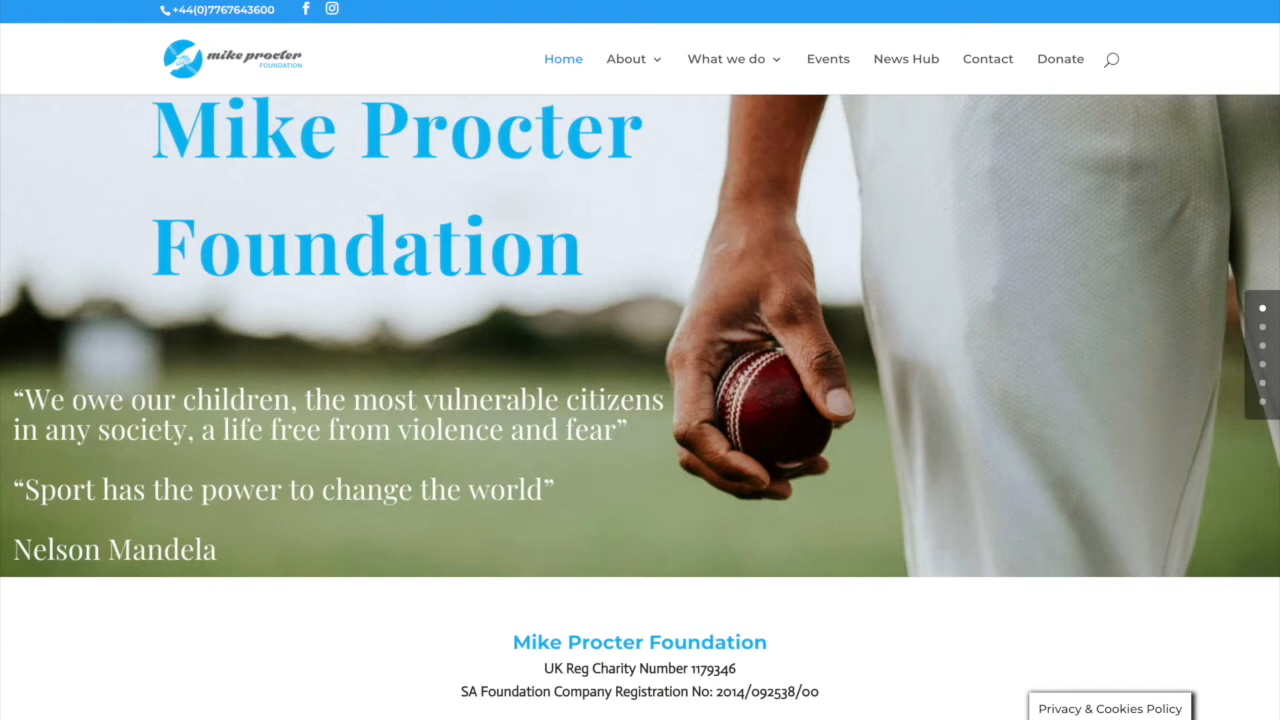 +44(0)7767643600
mike procter
FOUNDATION
Home About What we do Events News Hub Contact Donate
Mike Procter
Foundation
“We owe our children, the most vulnerable citizens
in any society, a life free from violence and fear”
“Sport has the power to change the world”
Nelson Mandela
Mike Procter Foundation
UK Reg Charity Number 1179346
SA Foundation Company Registration No: 2014/092538/00
Privacy & Cookies Policy